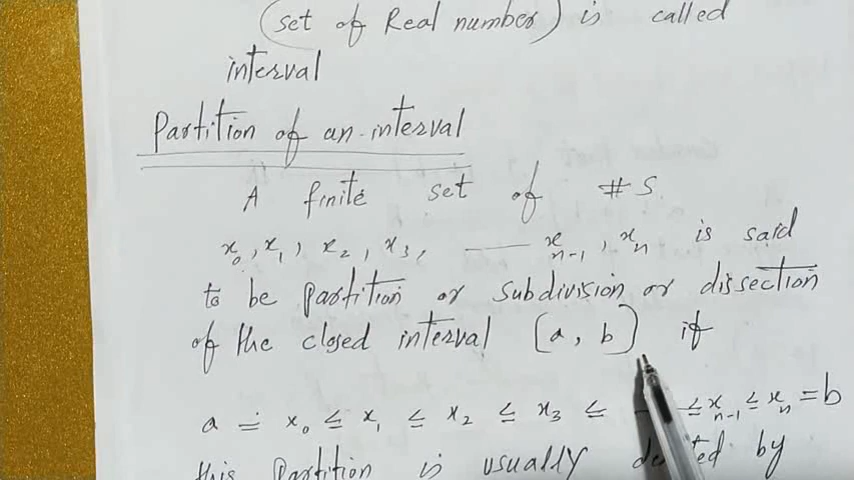 (set of Real number) is called
interval
Partition of an interval
A finite set of #S
x₀, x₁, x₂, x₃, —— xₙ₋₁, xₙ is said
to be partition or subdivision or dissection
of the closed interval [a, b] if
a = x₀ ≤ x₁ ≤ x₂ ≤ x₃ ≤ ≤ xₙ₋₁ ≤ xₙ = b
this Partition is usually by